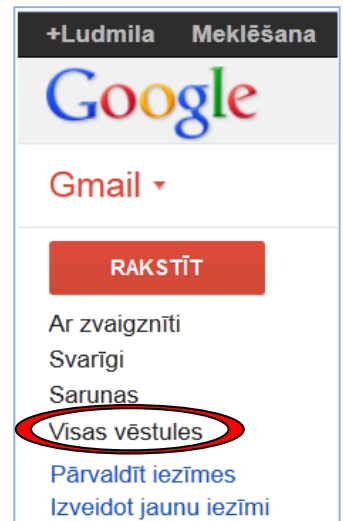 +Ludmila Meklēšana
Google
Gmail
RAKSTĪT
Ar zvaigznīti
Svarīgi
Sarunas
Visas vēstules
Pārvaldīt iezīmes
Izveidot jaunu iezīmi